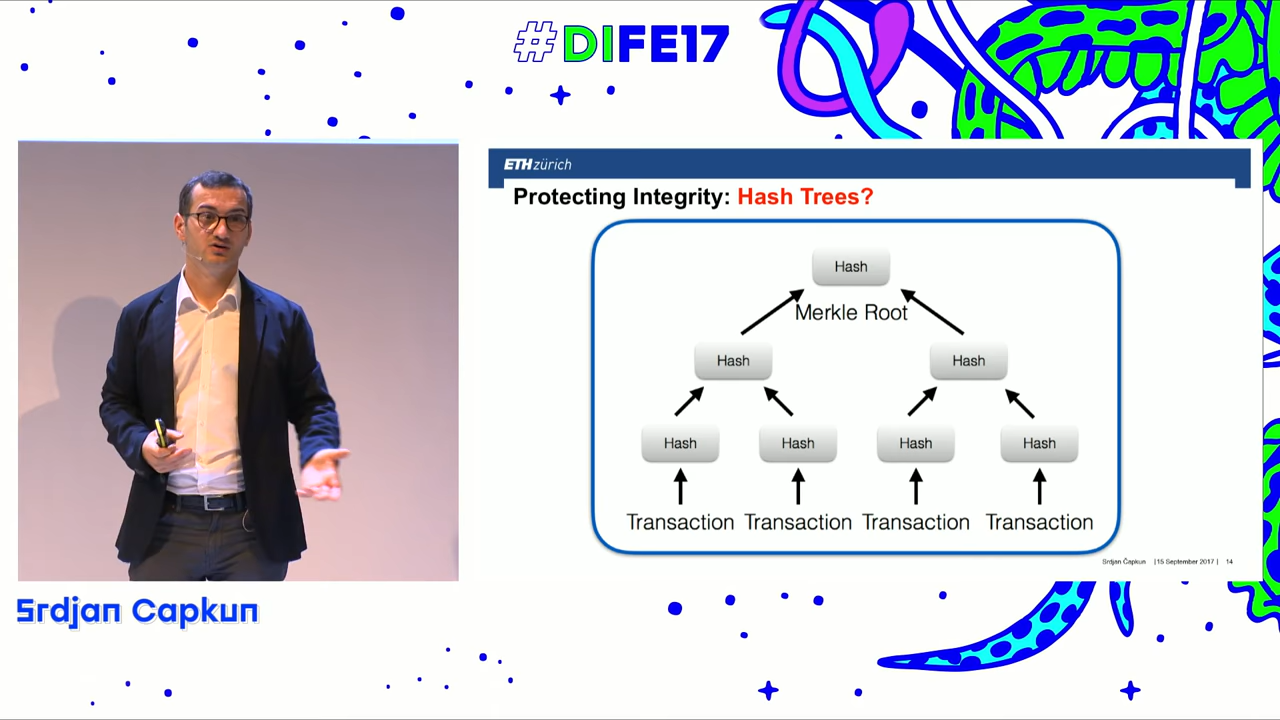 #DIFE17
ETH zürich
Protecting Integrity: Hash Trees?
Hash
Merkle Root
Hash Hash
Hash Hash Hash Hash
Transaction Transaction Transaction Transaction
Srdjan Čapkun | 15 September 2017 | 14
Srdjan Capkun